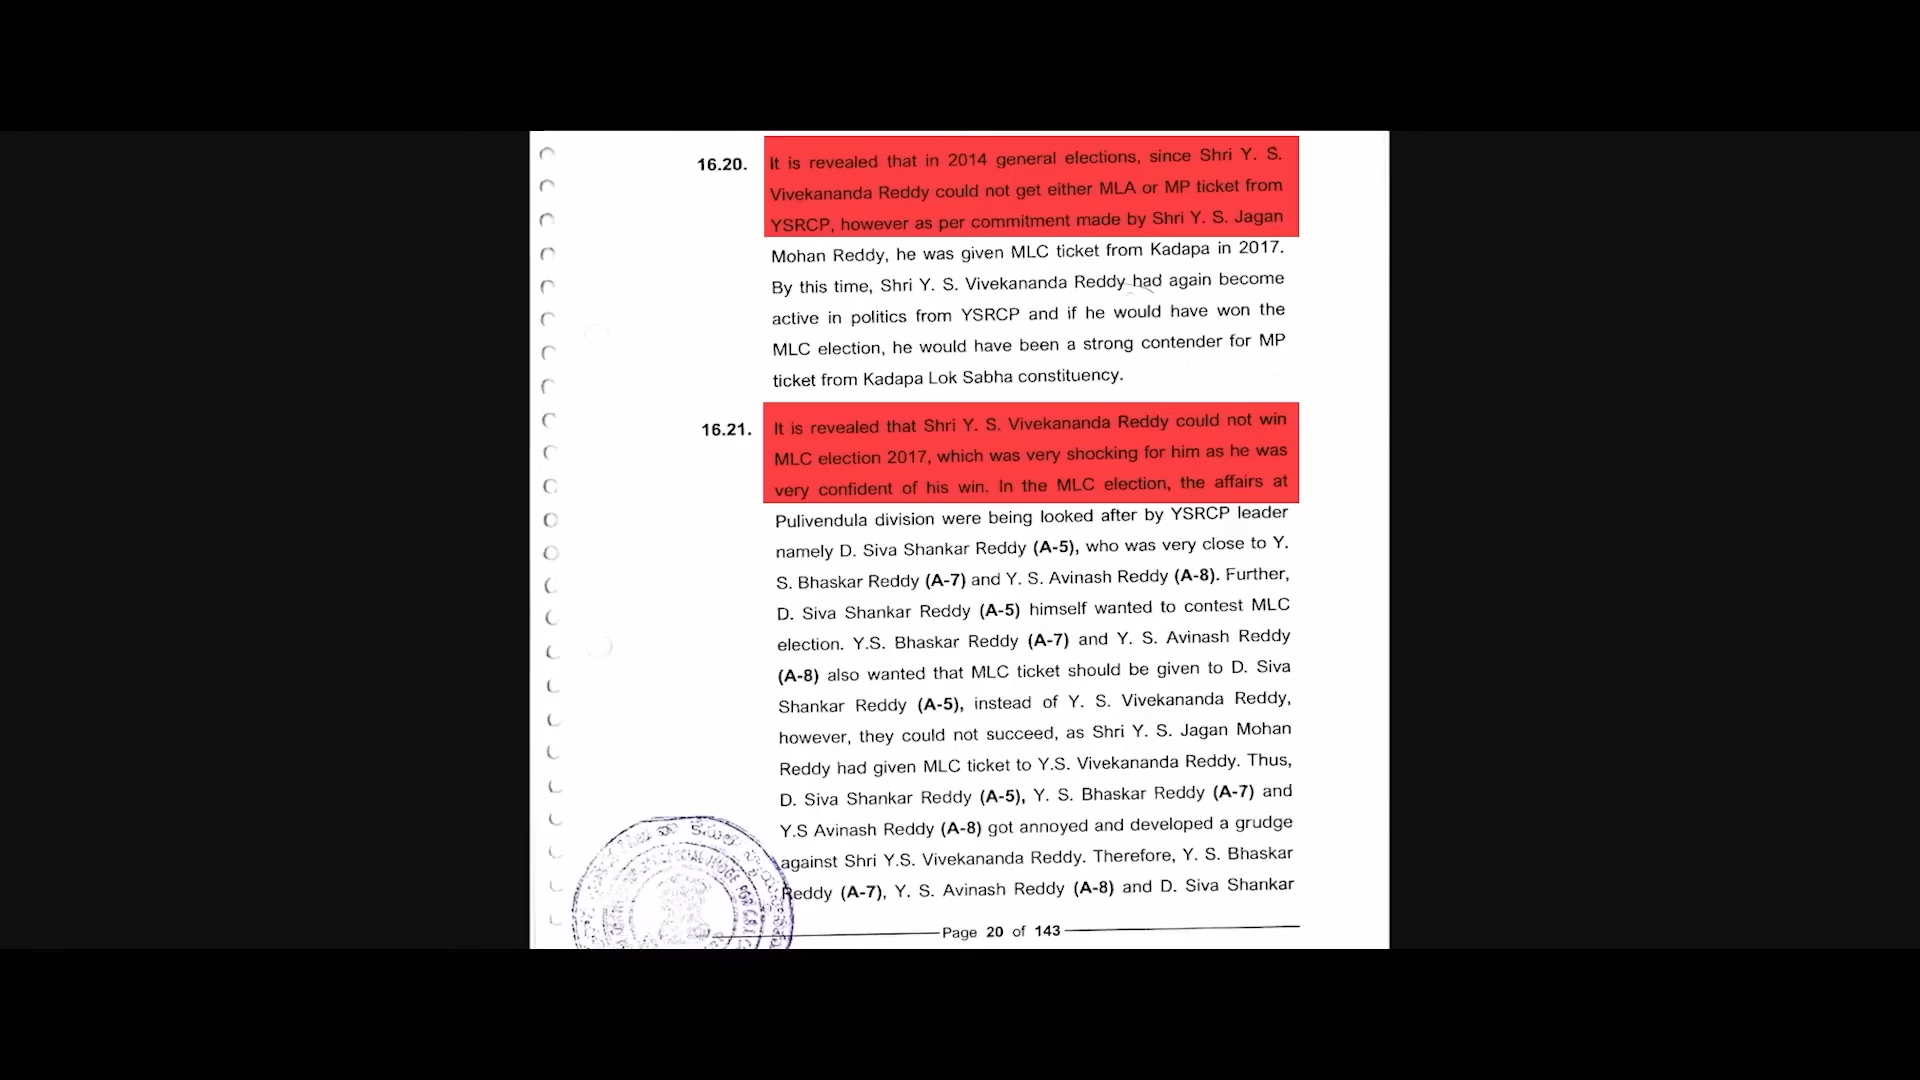 16.20. It is revealed that in 2014 general elections, since Shri Y. S.
Vivekananda Reddy could not get either MLA or MP ticket from
YSRCP, however as per commitment made by Shri Y. S. Jagan
Mohan Reddy, he was given MLC ticket from Kadapa in 2017.
By this time, Shri Y. S. Vivekananda Reddy had again become
active in politics from YSRCP and if he would have won the
MLC election, he would have been a strong contender for MP
ticket from Kadapa Lok Sabha constituency.
16.21. It is revealed that Shri Y. S. Vivekananda Reddy could not win
MLC election 2017, which was very shocking for him as he was
very confident of his win. In the MLC election, the affairs at
Pulivendula division were being looked after by YSRCP leader
namely D. Siva Shankar Reddy (A-5), who was very close to Y.
S. Bhaskar Reddy (A-7) and Y. S. Avinash Reddy (A-8). Further,
D. Siva Shankar Reddy (A-5) himself wanted to contest MLC
election. Y.S. Bhaskar Reddy (A-7) and Y. S. Avinash Reddy
(A-8) also wanted that MLC ticket should be given to D. Siva
Shankar Reddy (A-5), instead of Y. S. Vivekananda Reddy,
however, they could not succeed, as Shri Y. S. Jagan Mohan
Reddy had given MLC ticket to Y.S. Vivekananda Reddy. Thus,
D. Siva Shankar Reddy (A-5), Y. S. Bhaskar Reddy (A-7) and
Y.S Avinash Reddy (A-8) got annoyed and developed a grudge
against Shri Y.S. Vivekananda Reddy. Therefore, Y. S. Bhaskar
Reddy (A-7), Y. S. Avinash Reddy (A-8) and D. Siva Shankar
JUDGE FOR
Page 20 of 143